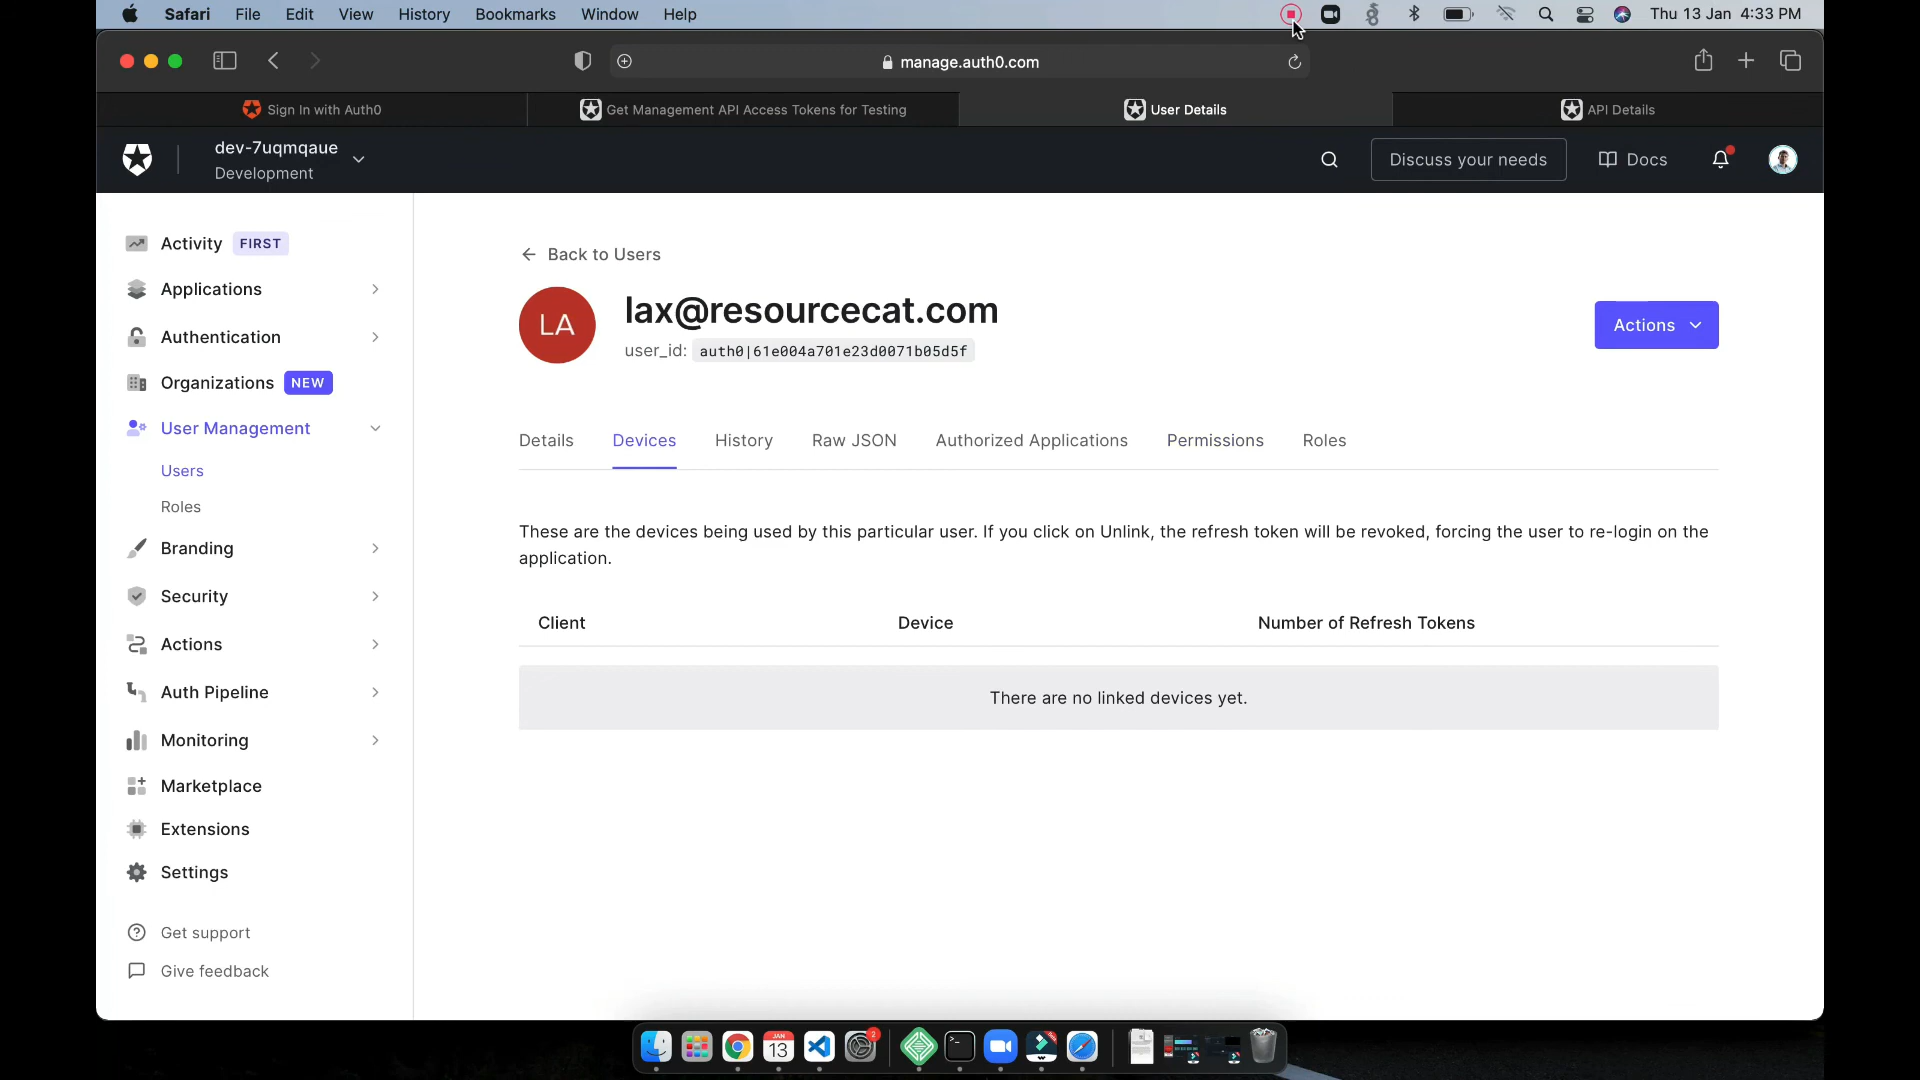 Safari File Edit View History Bookmarks Window Help Thu 13 Jan 4:33 PM
manage.auth0.com
Sign In with Auth0
Get Management API Access Tokens for Testing
User Details
API Details
dev-7uqmqaue
Development
Discuss your needs
Docs
Activity FIRST
Applications
Authentication
Organizations NEW
User Management
Users
Roles
Branding
Security
Actions
Auth Pipeline
Monitoring
Marketplace
Extensions
Settings
Get support
Give feedback
Back to Users
LA
lax@resourcecat.com
user_id: auth0|61e004a701e23d0071b05d5f
Actions
Details Devices History Raw JSON Authorized Applications Permissions Roles
These are the devices being used by this particular user. If you click on Unlink, the refresh token will be revoked, forcing the user to re-login on the
application.
Client Device Number of Refresh Tokens
There are no linked devices yet.
JAN
13
2